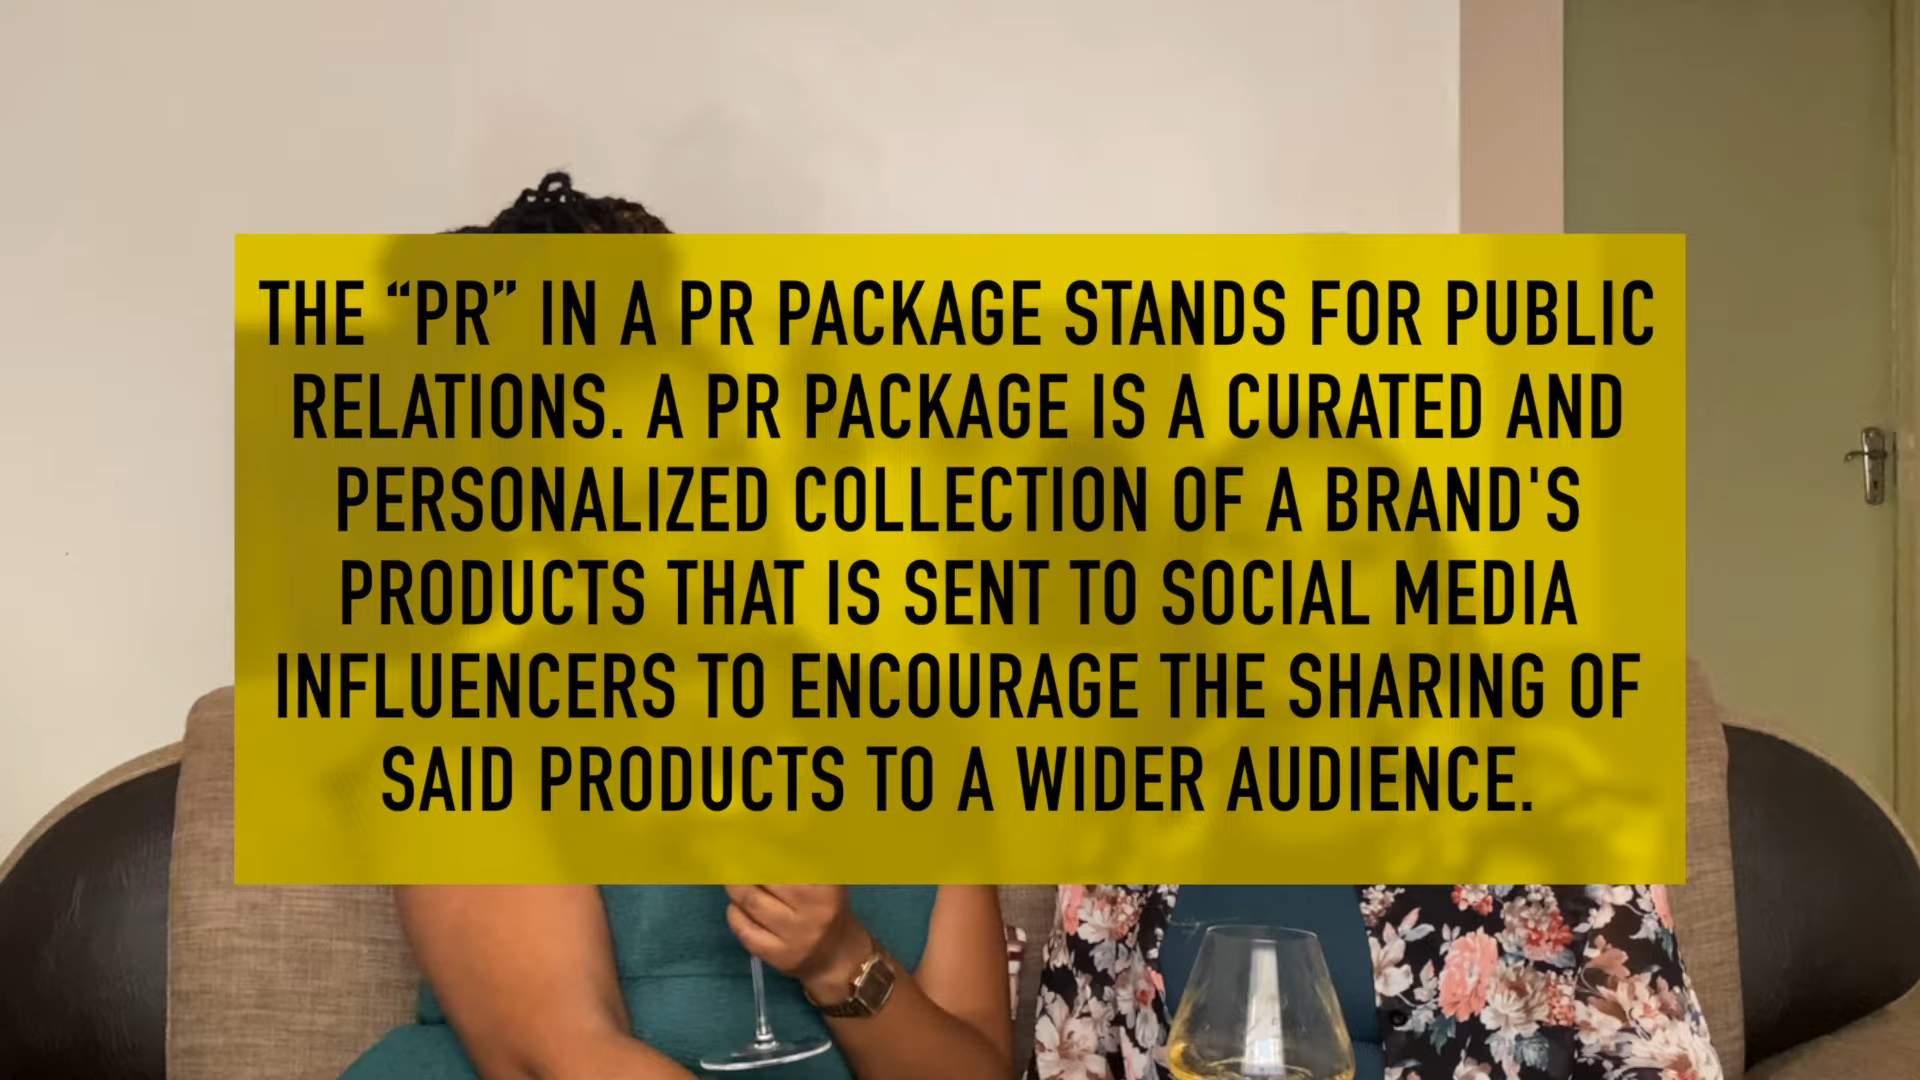 THE “PR” IN A PR PACKAGE STANDS FOR PUBLIC
RELATIONS. A PR PACKAGE IS A CURATED AND
PERSONALIZED COLLECTION OF A BRAND'S
PRODUCTS THAT IS SENT TO SOCIAL MEDIA
INFLUENCERS TO ENCOURAGE THE SHARING OF
SAID PRODUCTS TO A WIDER AUDIENCE.